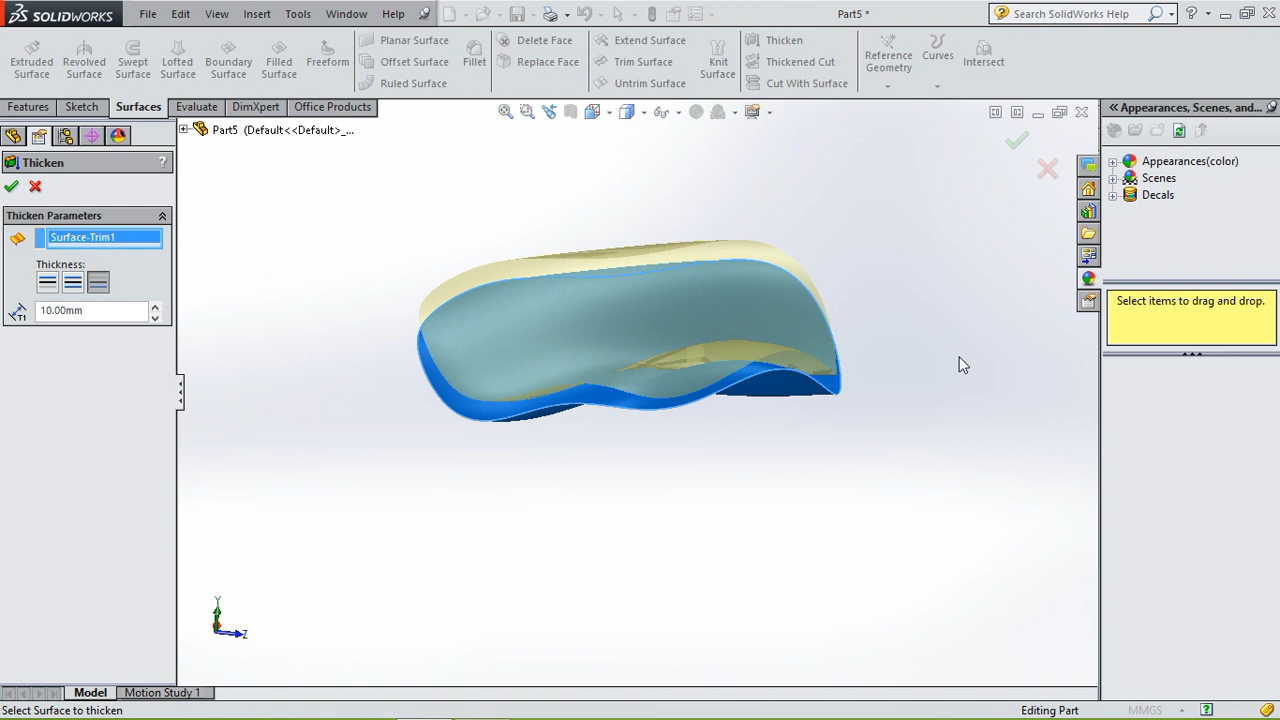 SOLIDWORKS File Edit View Insert Tools Window Help Part5 * Search SolidWorks Help
Extruded Surface
Revolved Surface
Swept Surface
Lofted Surface
Boundary Surface
Filled Surface
Freeform
Planar Surface
Offset Surface
Ruled Surface
Fillet
Delete Face
Replace Face
Extend Surface
Trim Surface
Untrim Surface
Knit Surface
Thicken
Thickened Cut
Cut With Surface
Reference Geometry
Curves
Intersect
Features Sketch Surfaces Evaluate DimXpert Office Products
Part5 (Default<<Default>_...
Thicken ?
Thicken Parameters
Surface-Trim1
Thickness:
T1 10.00mm
Y
Z
Appearances, Scenes, and...
Appearances(color)
Scenes
Decals
Select items to drag and drop.
Model Motion Study 1
Select Surface to thicken Editing Part MMGS